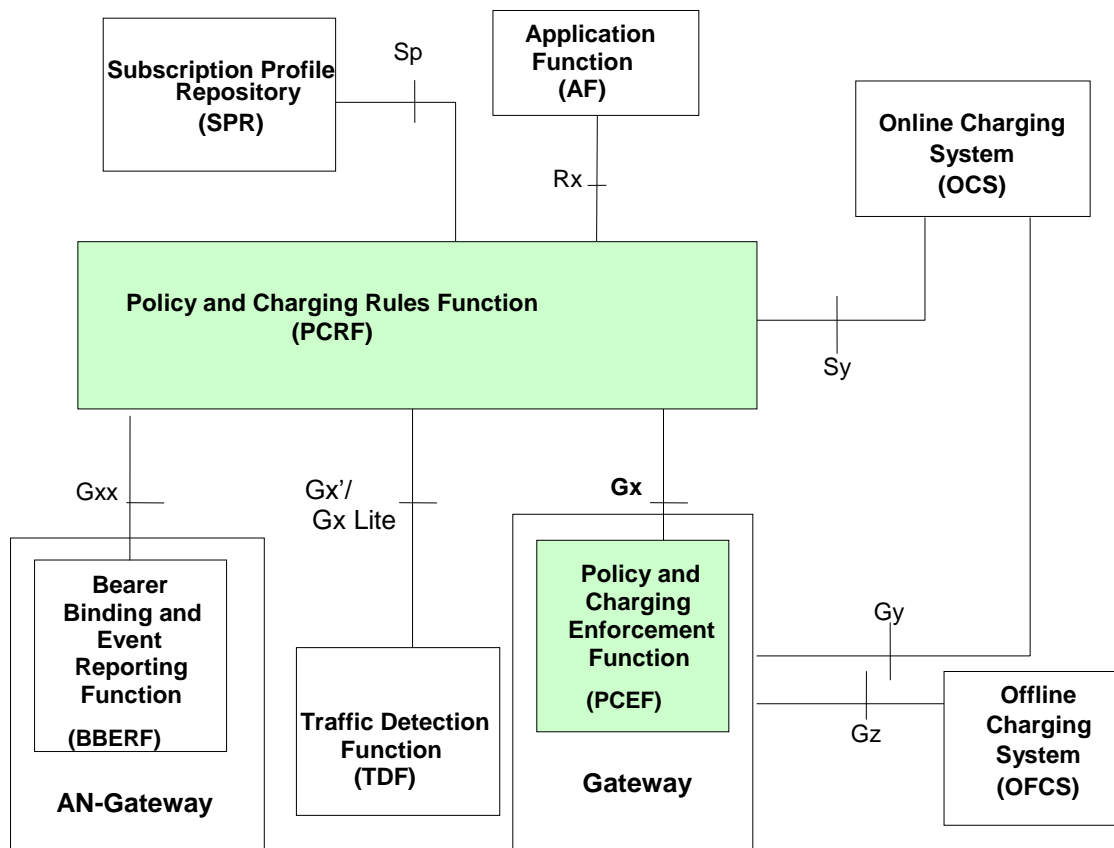 Subscription Profile
Repository
(SPR)
Sp
Application
Function
(AF)
Rx
Online Charging
System
(OCS)
Policy and Charging Rules Function
(PCRF)
Sy
Gxx
Gx’/
Gx Lite
Gx
Bearer
Binding and
Event
Reporting
Function
(BBERF)
AN-Gateway
Traffic Detection
Function
(TDF)
Policy and
Charging
Enforcement
Function
(PCEF)
Gateway
Gy
Gz
Offline
Charging
System
(OFCS)